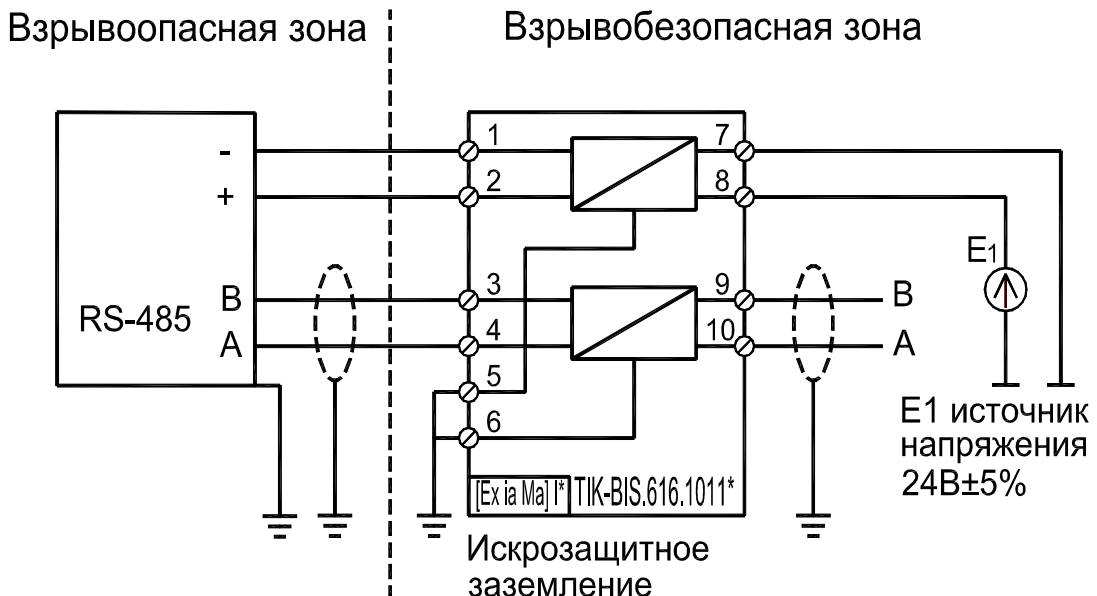 Взрывоопасная зона
Взрывобезопасная зона
1
7
-
2
8
+
E1
3
9
B
B
RS-485
4
10
A
A
5
6
E1 источник
напряжения
24В±5%
[Ex ia Ma] I*
TIK-BIS.616.1011*
Искрозащитное
заземление